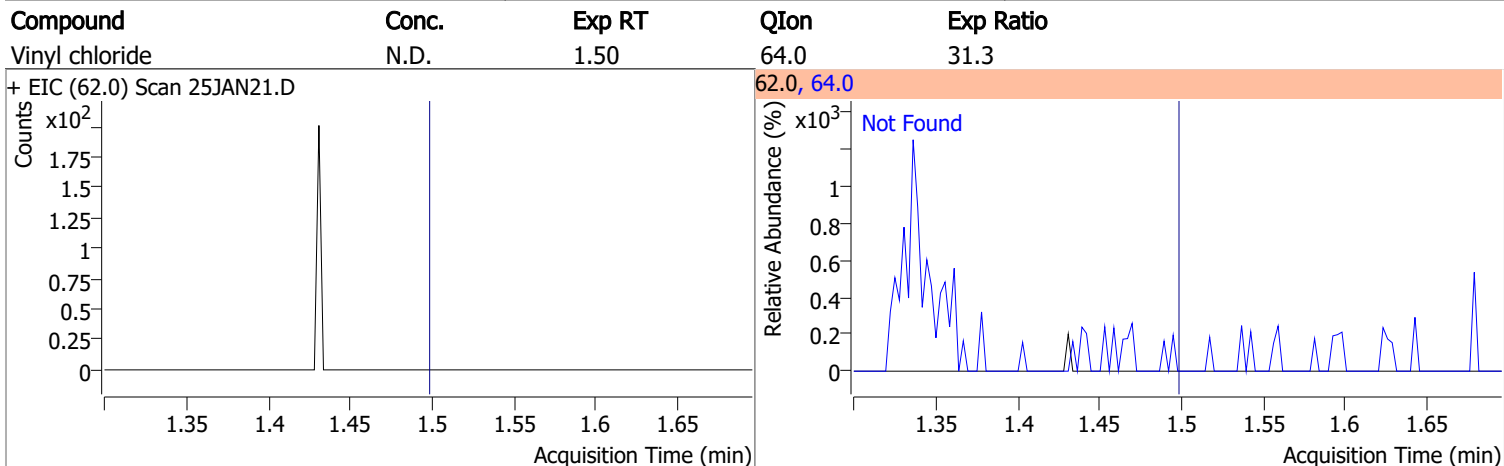 Compound Conc. Exp RT QIon Exp Ratio
Vinyl chloride N.D. 1.50 64.0 31.3
+ EIC (62.0) Scan 25JAN21.D
Counts
x10²
1.75
1.5
1.25
1
0.75
0.5
0.25
0
1.35 1.4 1.45 1.5 1.55 1.6 1.65
Acquisition Time (min)
62.0, 64.0
Relative Abundance (%)
x10³
Not Found
1
0.8
0.6
0.4
0.2
0
1.35 1.4 1.45 1.5 1.55 1.6 1.65
Acquisition Time (min)